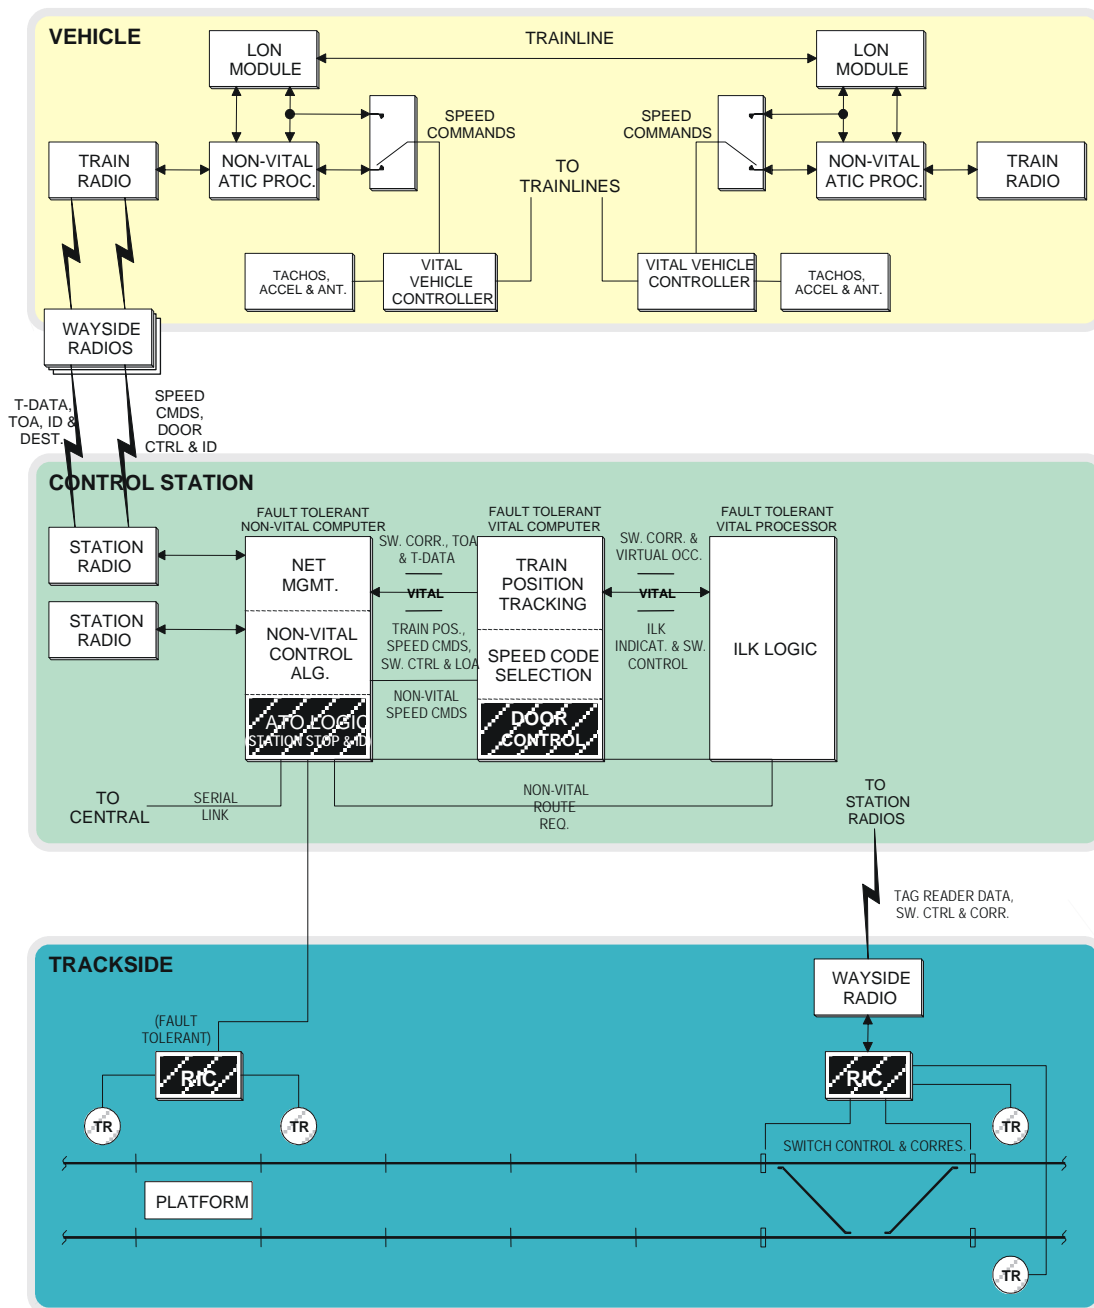 VEHICLE
LON
MODULE
TRAINLINE
LON
MODULE
SPEED
COMMANDS
SPEED
COMMANDS
TRAIN
RADIO
NON-VITAL
ATIC PROC.
TO
TRAINLINES
NON-VITAL
ATIC PROC.
TRAIN
RADIO
TACHOS,
ACCEL & ANT.
VITAL
VEHICLE
CONTROLLER
VITAL VEHICLE
CONTROLLER
TACHOS,
ACCEL & ANT.
WAYSIDE
RADIOS
T-DATA,
TOA, ID &
DEST.
SPEED
CMDS,
DOOR
CTRL & ID
CONTROL STATION
FAULT TOLERANT
NON-VITAL COMPUTER
FAULT TOLERANT
VITAL COMPUTER
FAULT TOLERANT
VITAL PROCESSOR
STATION
RADIO
STATION
RADIO
NET
MGMT.
NON-VITAL
CONTROL
ALG.
ATO LOGIC
(STATION STOP & ID)
SW. CORR., TOA
& T-DATA
VITAL
TRAIN POS.,
SPEED CMDS,
SW. CTRL & LOA
NON-VITAL
SPEED CMDS
TRAIN
POSITION
TRACKING
SPEED CODE
SELECTION
DOOR
CONTROL
SW. CORR. &
VIRTUAL OCC.
VITAL
ILK
INDICAT. & SW.
CONTROL
ILK LOGIC
TO
CENTRAL
SERIAL
LINK
NON-VITAL
ROUTE
REQ.
TO
STATION
RADIOS
TAG READER DATA,
SW. CTRL & CORR.
TRACKSIDE
WAYSIDE
RADIO
(FAULT
TOLERANT)
RIC
RIC
TR
TR
TR
SWITCH CONTROL & CORRES.
PLATFORM
TR